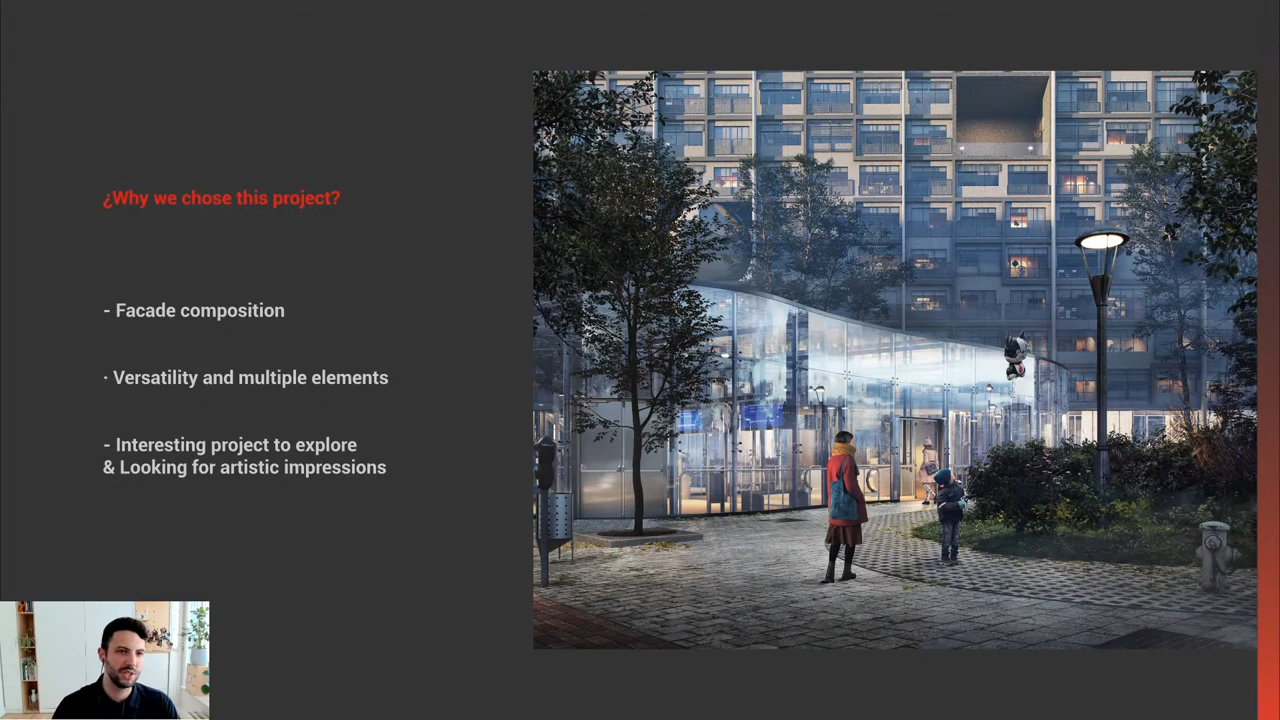 ¿Why we chose this project?
- Facade composition
· Versatility and multiple elements
- Interesting project to explore
& Looking for artistic impressions